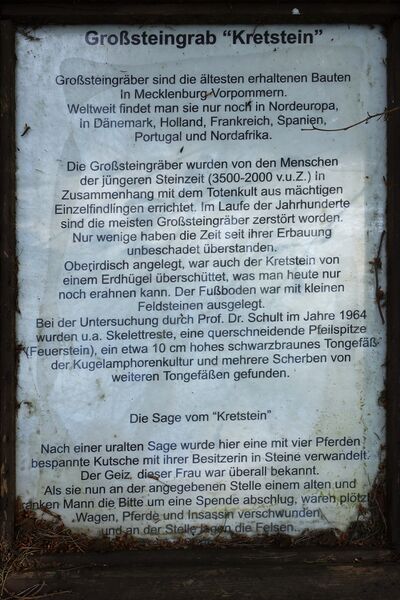 Großsteingrab “Kretstein”
Großsteingräber sind die ältesten erhaltenen Bauten
In Mecklenburg-Vorpommern.
Weltweit findet man sie nur noch in Nordeuropa,
in Dänemark, Holland, Frankreich, Spanien,
Portugal und Nordafrika.
Die Großsteingräber wurden von den Menschen
der jüngeren Steinzeit (3500-2000 v.u.Z.) in
Zusammenhang mit dem Totenkult aus mächtigen
Einzelfindlingen errichtet. Im Laufe der Jahrhunderte
sind die meisten Großsteingräber zerstört worden.
Nur wenige haben die Zeit seit ihrer Erbauung
unbeschadet überstanden.
Oberirdisch angelegt, war auch der Kretstein von
einem Erdhügel überschüttet, was man heute nur
noch erahnen kann. Der Fußboden war mit kleinen
Feldsteinen ausgelegt.
Bei der Untersuchung durch Prof. Dr. Schult im Jahre 1964
wurden u.a. Skelettreste, eine querschneidende Pfeilspitze
(Feuerstein), ein etwa 10 cm hohes schwarzbraunes Tongefäß
der Kugelamphorenkultur und mehrere Scherben von
weiteren Tongefäßen gefunden.
Die Sage vom “Kretstein”
Nach einer uralten Sage wurde hier eine mit vier Pferden
bespannte Kutsche mit ihrer Besitzerin in Steine verwandelt.
Der Geiz dieser Frau war überall bekannt.
Als sie nun an der angegebenen Stelle einem alten und
kranken Mann die Bitte um eine Spende abschlug, waren plötzl
Wagen, Pferde und Insassin verschwunden
und an der Stelle lagen die Felsen.